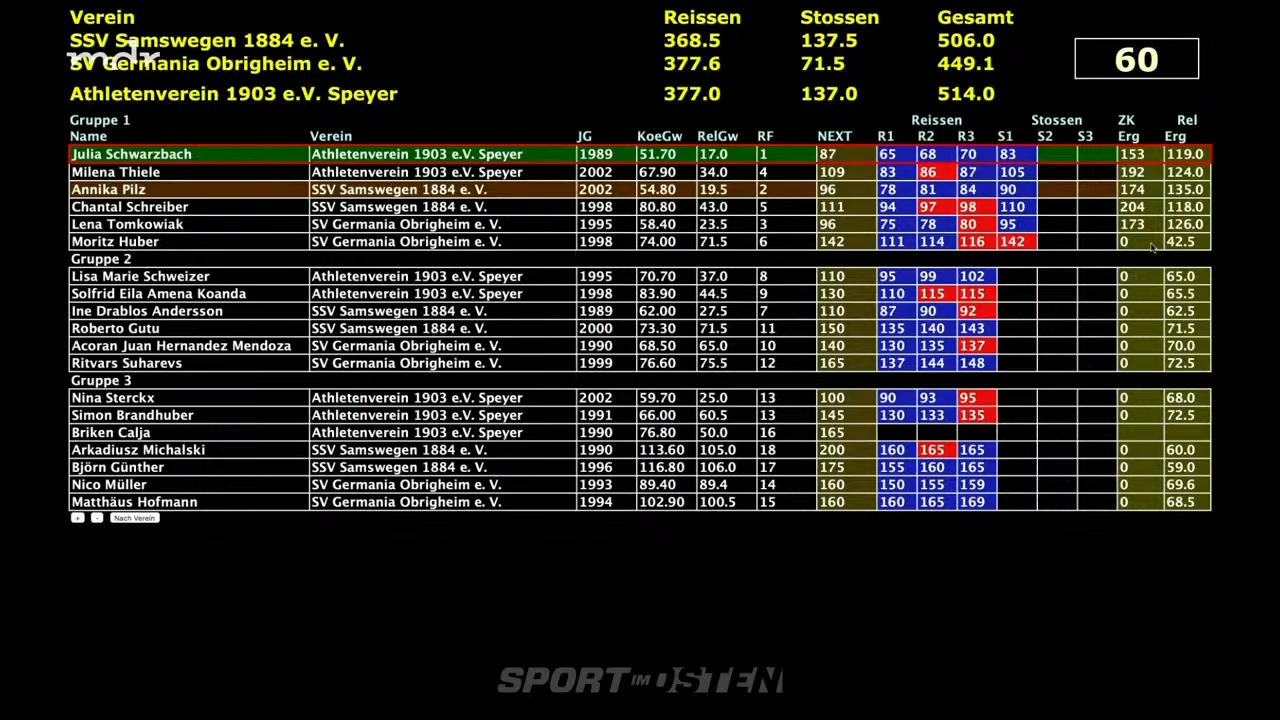 Verein Reissen Stossen Gesamt
SSV Samswegen 1884 e. V. 368.5 137.5 506.0
mdr
SV Germania Obrigheim e. V. 377.6 71.5 449.1
60
Athletenverein 1903 e.V. Speyer 377.0 137.0 514.0
Gruppe 1 Reissen Stossen ZK Rel
Name Verein JG KoeGw RelGw RF NEXT R1 R2 R3 S1 S2 S3 Erg Erg
Julia Schwarzbach Athletenverein 1903 e.V. Speyer 1989 51.70 17.0 1 87 65 68 70 83 153 119.0
Milena Thiele Athletenverein 1903 e.V. Speyer 2002 67.90 34.0 4 109 83 86 87 105 192 124.0
Annika Pilz SSV Samswegen 1884 e. V. 2002 54.80 19.5 2 96 78 81 84 90 174 135.0
Chantal Schreiber SSV Samswegen 1884 e. V. 1998 80.80 43.0 5 111 94 97 98 110 204 118.0
Lena Tomkowiak SV Germania Obrigheim e. V. 1995 58.40 23.5 3 96 75 78 80 95 173 126.0
Moritz Huber SV Germania Obrigheim e. V. 1998 74.00 71.5 6 142 111 114 116 142 0 42.5
Gruppe 2
Lisa Marie Schweizer Athletenverein 1903 e.V. Speyer 1995 70.70 37.0 8 110 95 99 102 0 65.0
Solfrid Eila Amena Koanda Athletenverein 1903 e.V. Speyer 1998 83.90 44.5 9 130 110 115 115 0 65.5
Ine Drablos Andersson SSV Samswegen 1884 e. V. 1989 62.00 27.5 7 110 87 90 92 0 62.5
Roberto Gutu SSV Samswegen 1884 e. V. 2000 73.30 71.5 11 150 135 140 143 0 71.5
Acoran Juan Hernandez Mendoza SV Germania Obrigheim e. V. 1990 68.50 65.0 10 140 130 135 137 0 70.0
Ritvars Suharevs SV Germania Obrigheim e. V. 1999 76.60 75.5 12 165 137 144 148 0 72.5
Gruppe 3
Nina Sterckx Athletenverein 1903 e.V. Speyer 2002 59.70 25.0 13 100 90 93 95 0 68.0
Simon Brandhuber Athletenverein 1903 e.V. Speyer 1991 66.00 60.5 13 145 130 133 135 0 72.5
Briken Calja Athletenverein 1903 e.V. Speyer 1990 76.80 50.0 16 165
Arkadiusz Michalski SSV Samswegen 1884 e. V. 1990 113.60 105.0 18 200 160 165 165 0 60.0
Björn Günther SSV Samswegen 1884 e. V. 1996 116.80 106.0 17 175 155 160 165 0 59.0
Nico Müller SV Germania Obrigheim e. V. 1993 89.40 89.4 14 160 150 155 159 0 69.6
Matthäus Hofmann SV Germania Obrigheim e. V. 1994 102.90 100.5 15 160 160 165 169 0 68.5
+ - Nach Verein
SPORT IM OSTEN